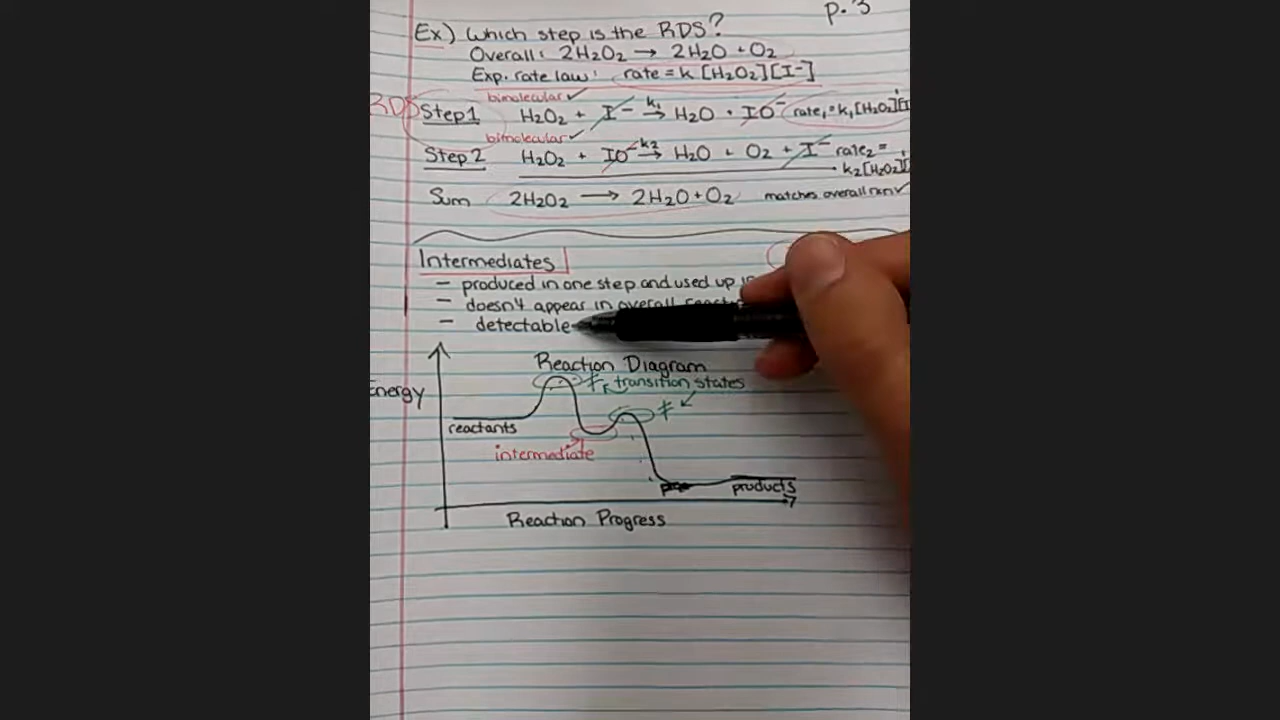 p. 3
Ex.) Which step is the RDS?
Overall: 2H₂O₂ → 2H₂O + O₂
Exp. rate law: rate = k [H₂O₂][I⁻]
bimolecular ✓
RDS Step 1 H₂O₂ + I⁻ k₁→ H₂O + IO⁻ rate₁ = k₁[H₂O₂][I
bimolecular ✓
Step 2 H₂O₂ + IO⁻ k₂→ H₂O + O₂ + I⁻ rate₂ =
k₂[H₂O₂][
Sum 2H₂O₂ → 2H₂O + O₂ matches overall rxn ✓
Intermediates
- produced in one step and used up
- doesn't appear in overall
- detectable
Reaction Diagram
‡ transition states
Energy
‡
reactants
intermediate
products
Reaction Progress